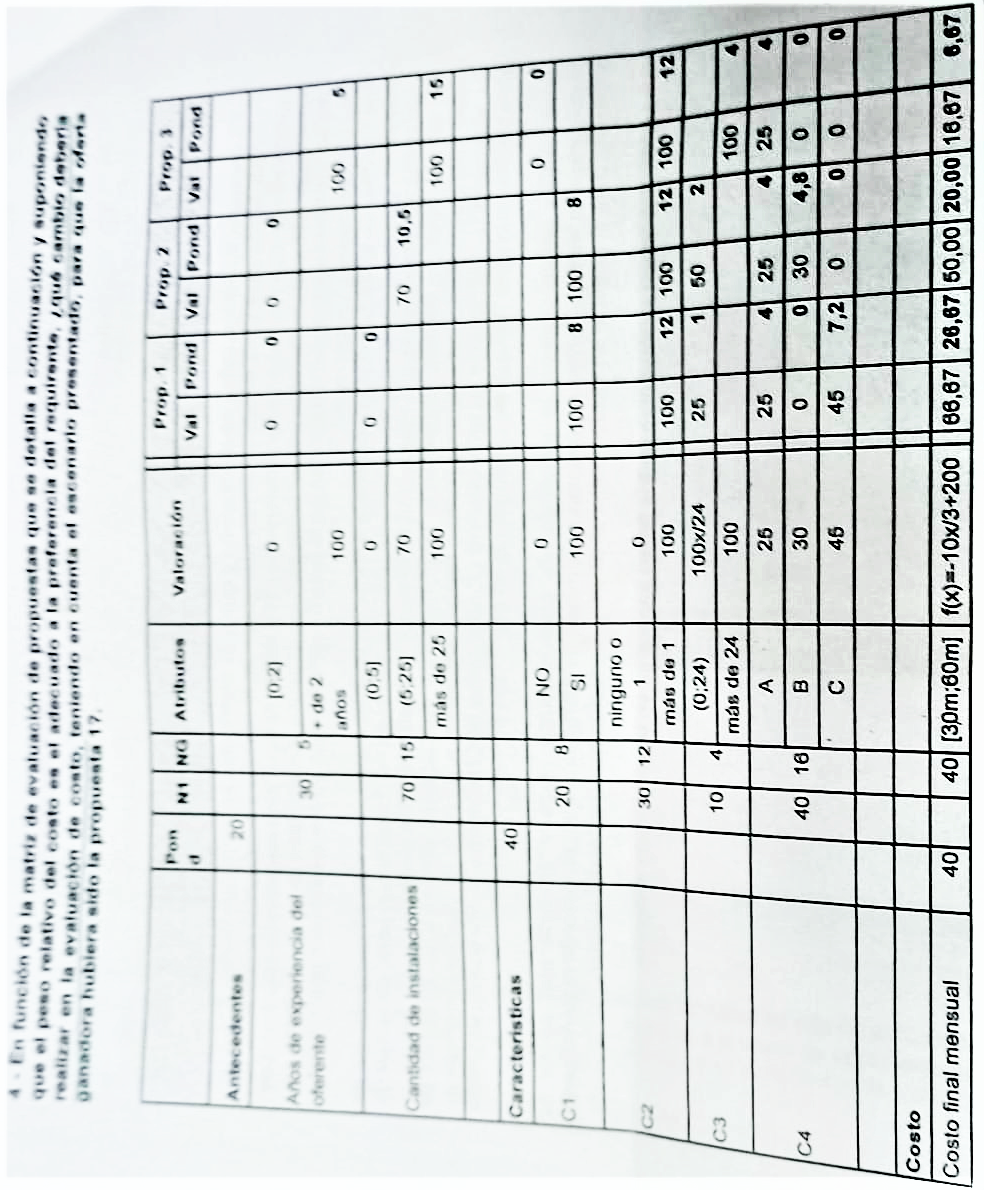 4 - En función de la matriz de evaluación de propuestas que se detalla a continuación y suponiendo
que el peso relativo del costo es el adecuado a la preferencia del requirente, ¿qué cambio debería
realizar en la evaluación de costo, teniendo en cuenta el escenario presentado, para que la oferta
ganadora hubiera sido la propuesta 1?.
Pon d N1 NG Atributos Valoración Prop. 1 Prop. 2 Prop. 3
Val Pond Val Pond Val Pond
Antecedentes 20
Años de experiencia del oferente 30 5 [0;2] 0 0 0 0 0
+ de 2 años 100 100 5
Cantidad de instalaciones 70 15 (0;5] 0 0 0
(5;25] 70 70 10,5
más de 25 100 100 15
Características 40
C1 20 8 NO 0 0 0
SI 100 100 8 100 8
C2 30 12 ninguno o 1 0
más de 1 100 100 12 100 12 100 12
C3 10 4 (0;24) 100x/24 25 1 50 2
más de 24 100 100 4
C4 40 16 A 25 25 4 25 4 25 4
B 30 0 0 30 4,8 0 0
C 45 45 7,2 0 0 0 0
Costo
Costo final mensual 40 40 [30m;60m] f(x)=-10x/3+200 66,67 26,67 50,00 20,00 16,67 6,67